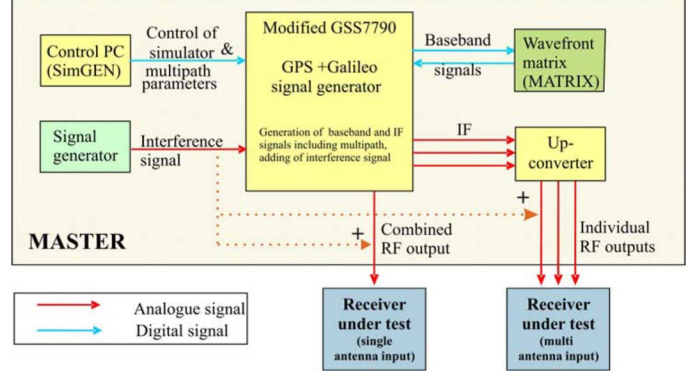 Control PC
(SimGEN)
Control of
simulator &
multipath
parameters
Modified GSS7790
GPS +Galileo
signal generator
Generation of baseband and IF
signals including multipath,
adding of interference signal
Baseband
signals
Wavefront
matrix
(MATRIX)
Signal
generator
Interference
signal
IF
Up-
converter
+
+
Combined
RF output
Individual
RF outputs
MASTER
Analogue signal
Digital signal
Receiver
under test
(single
antenna input)
Receiver
under test
(multi
antenna input)